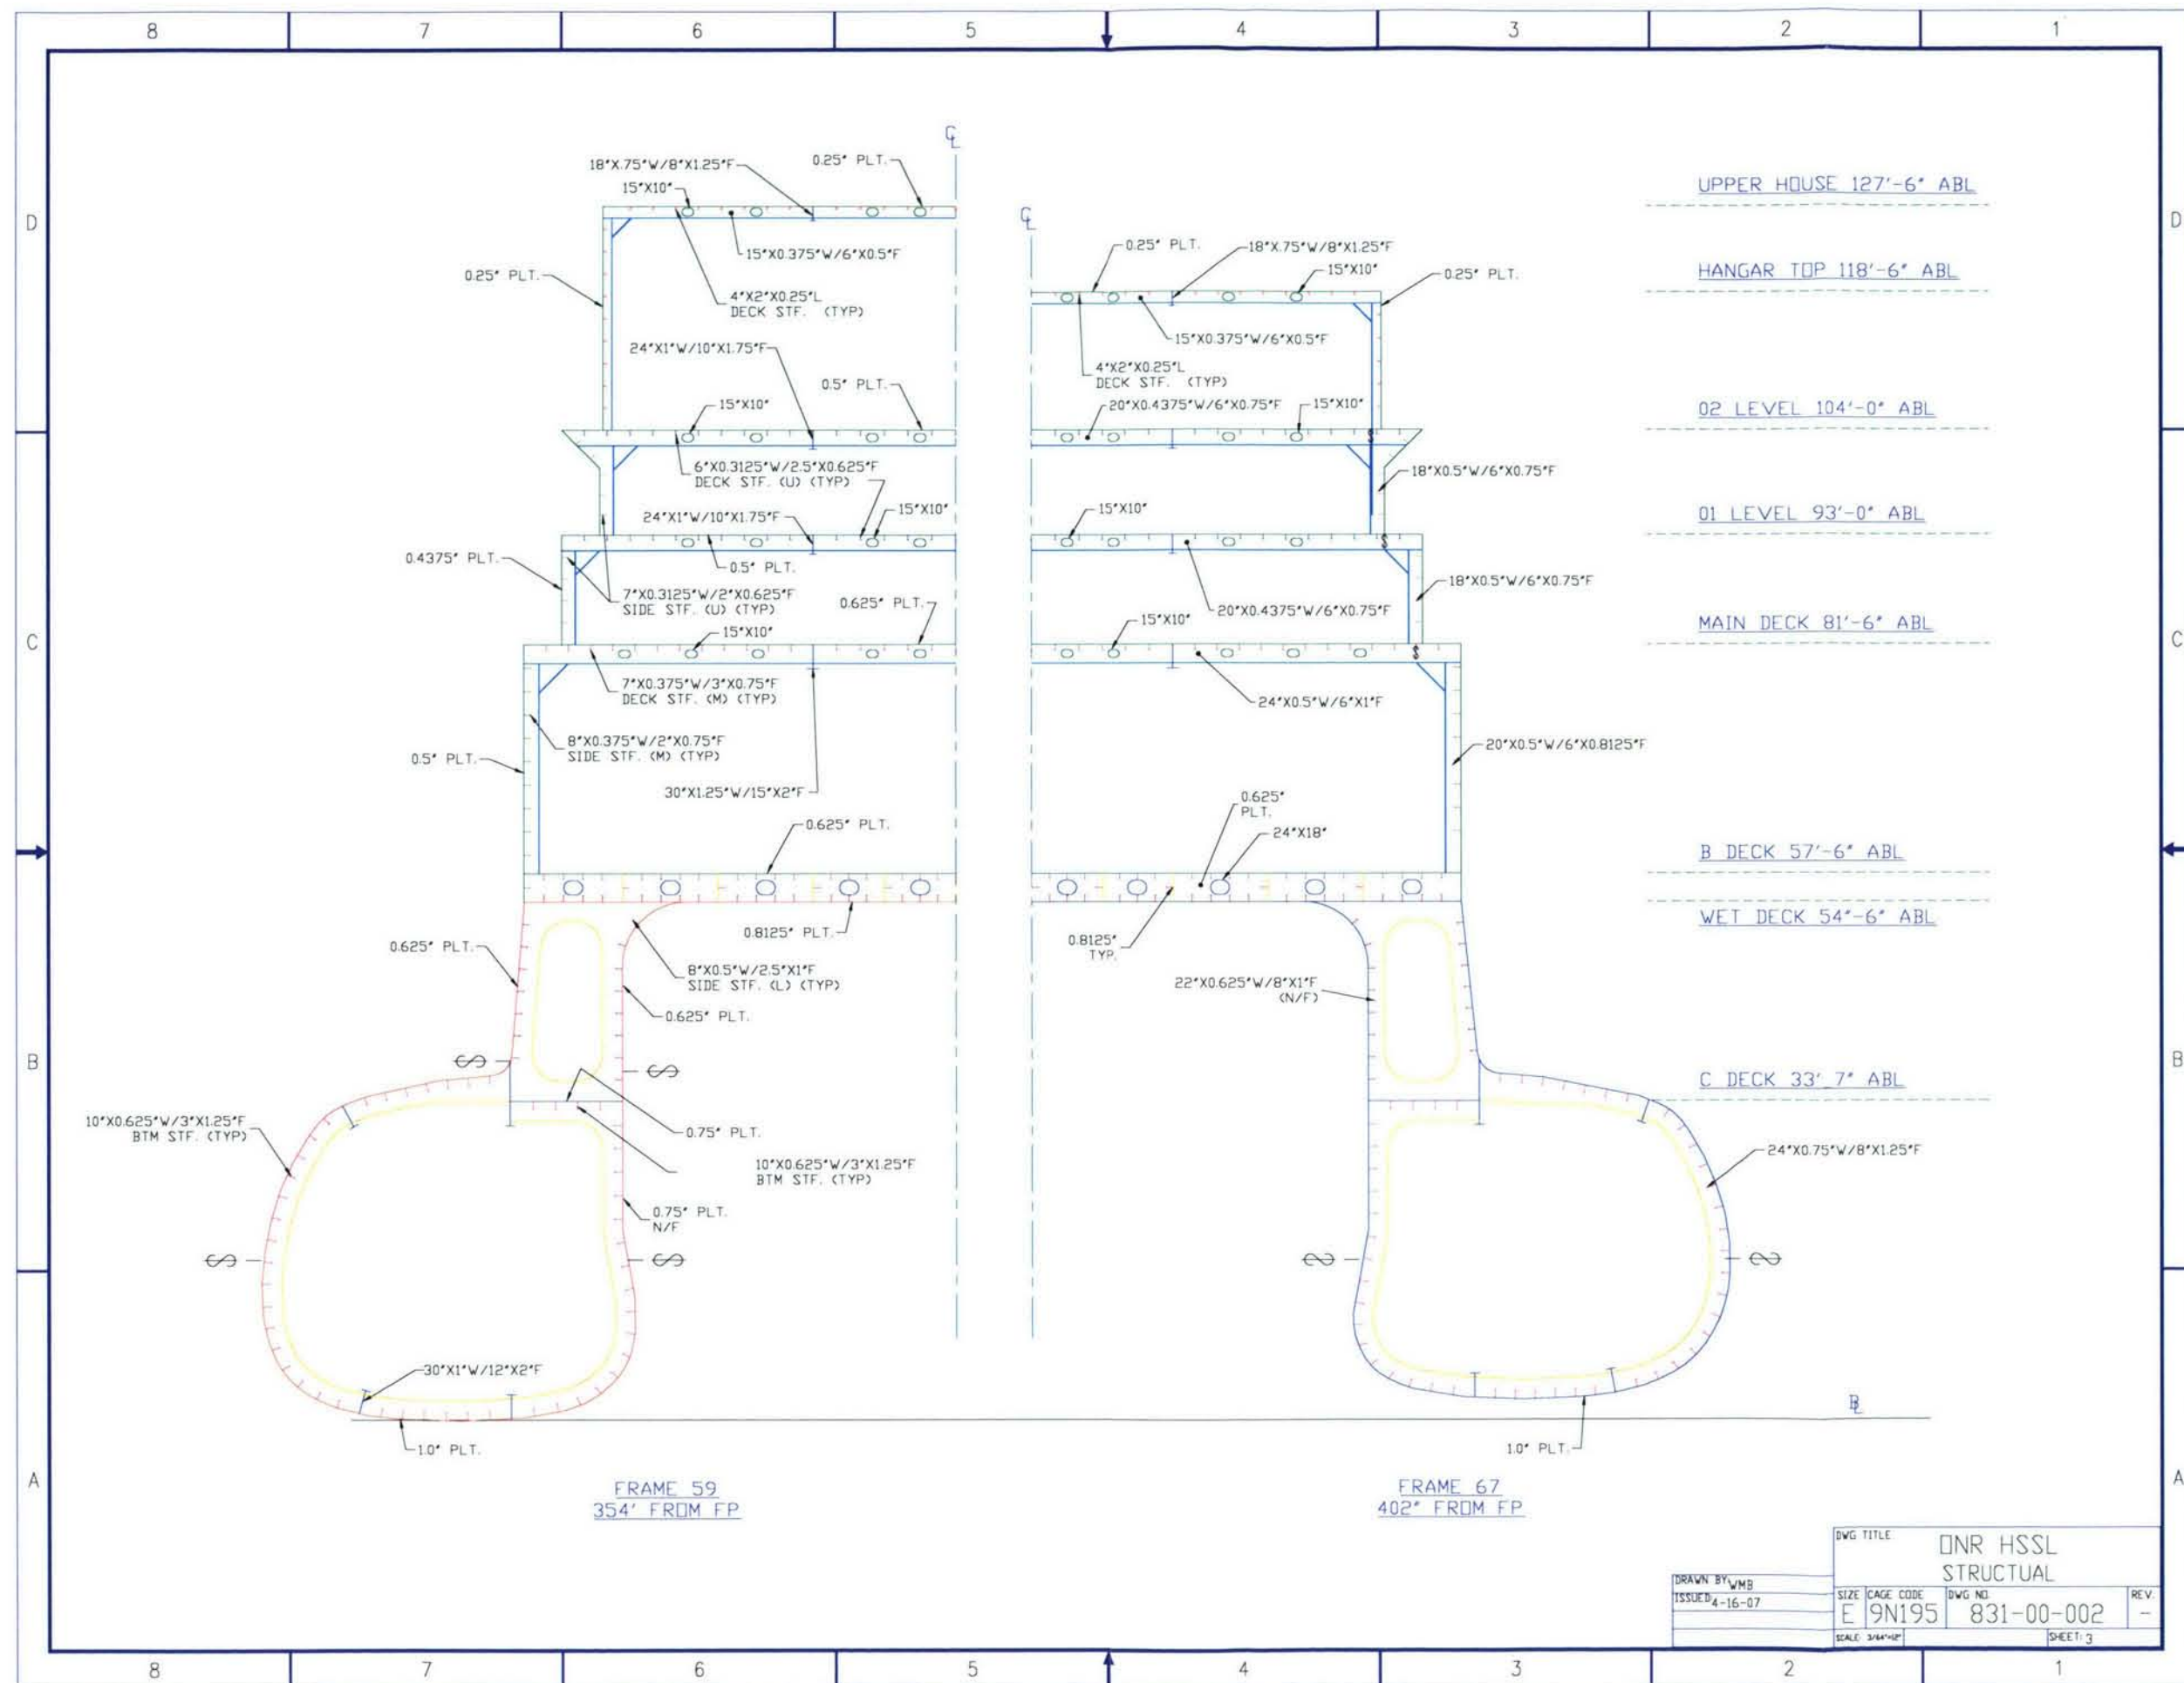 8 7 6 5 4 3 2 1
D
C
B
A
D
C
B
A
℄
18"X.75"W/8"X1.25"F
0.25" PLT.
15"X10"
15"X0.375"W/6"X0.5"F
0.25" PLT.
4"X2"X0.25"L
DECK STF. (TYP)
24"X1"W/10"X1.75"F
0.5" PLT.
15"X10"
6"X0.3125"W/2.5"X0.625"F
DECK STF. (U) (TYP)
24"X1"W/10"X1.75"F
15"X10"
0.4375" PLT.
0.5" PLT.
7"X0.3125"W/2"X0.625"F
SIDE STF. (U) (TYP)
0.625" PLT.
15"X10"
7"X0.375"W/3"X0.75"F
DECK STF. (M) (TYP)
8"X0.375"W/2"X0.75"F
SIDE STF. (M) (TYP)
0.5" PLT.
30"X1.25"W/15"X2"F
0.625" PLT.
0.8125" PLT.
0.625" PLT.
8"X0.5"W/2.5"X1"F
SIDE STF. (L) (TYP)
0.625" PLT.
10"X0.625"W/3"X1.25"F
BTM STF. (TYP)
0.75" PLT.
10"X0.625"W/3"X1.25"F
BTM STF. (TYP)
0.75" PLT.
N/F
30"X1"W/12"X2"F
1.0" PLT.
FRAME 59
354' FROM FP
℄
0.25" PLT.
18"X.75"W/8"X1.25"F
15"X10"
0.25" PLT.
15"X0.375"W/6"X0.5"F
4"X2"X0.25"L
DECK STF. (TYP)
20"X0.4375"W/6"X0.75"F
15"X10"
18"X0.5"W/6"X0.75"F
15"X10"
18"X0.5"W/6"X0.75"F
20"X0.4375"W/6"X0.75"F
15"X10"
24"X0.5"W/6"X1"F
20"X0.5"W/6"X0.8125"F
0.625"
PLT.
24"X18"
0.8125"
TYP.
22"X0.625"W/8"X1"F
(N/F)
24"X0.75"W/8"X1.25"F
1.0" PLT.
BL
FRAME 67
402" FROM FP
UPPER HOUSE 127'-6" ABL
HANGAR TOP 118'-6" ABL
02 LEVEL 104'-0" ABL
01 LEVEL 93'-0" ABL
MAIN DECK 81'-6" ABL
B DECK 57'-6" ABL
WET DECK 54"-6" ABL
C DECK 33'_7" ABL
DRAWN BY WMB
ISSUED 4-16-07
DWG TITLE
ONR HSSL
STRUCTUAL
SIZE CAGE CODE DWG NO. REV.
E 9N195 831-00-002 -
SCALE: 3/64"=12" SHEET: 3
8 7 6 5 4 3 2 1